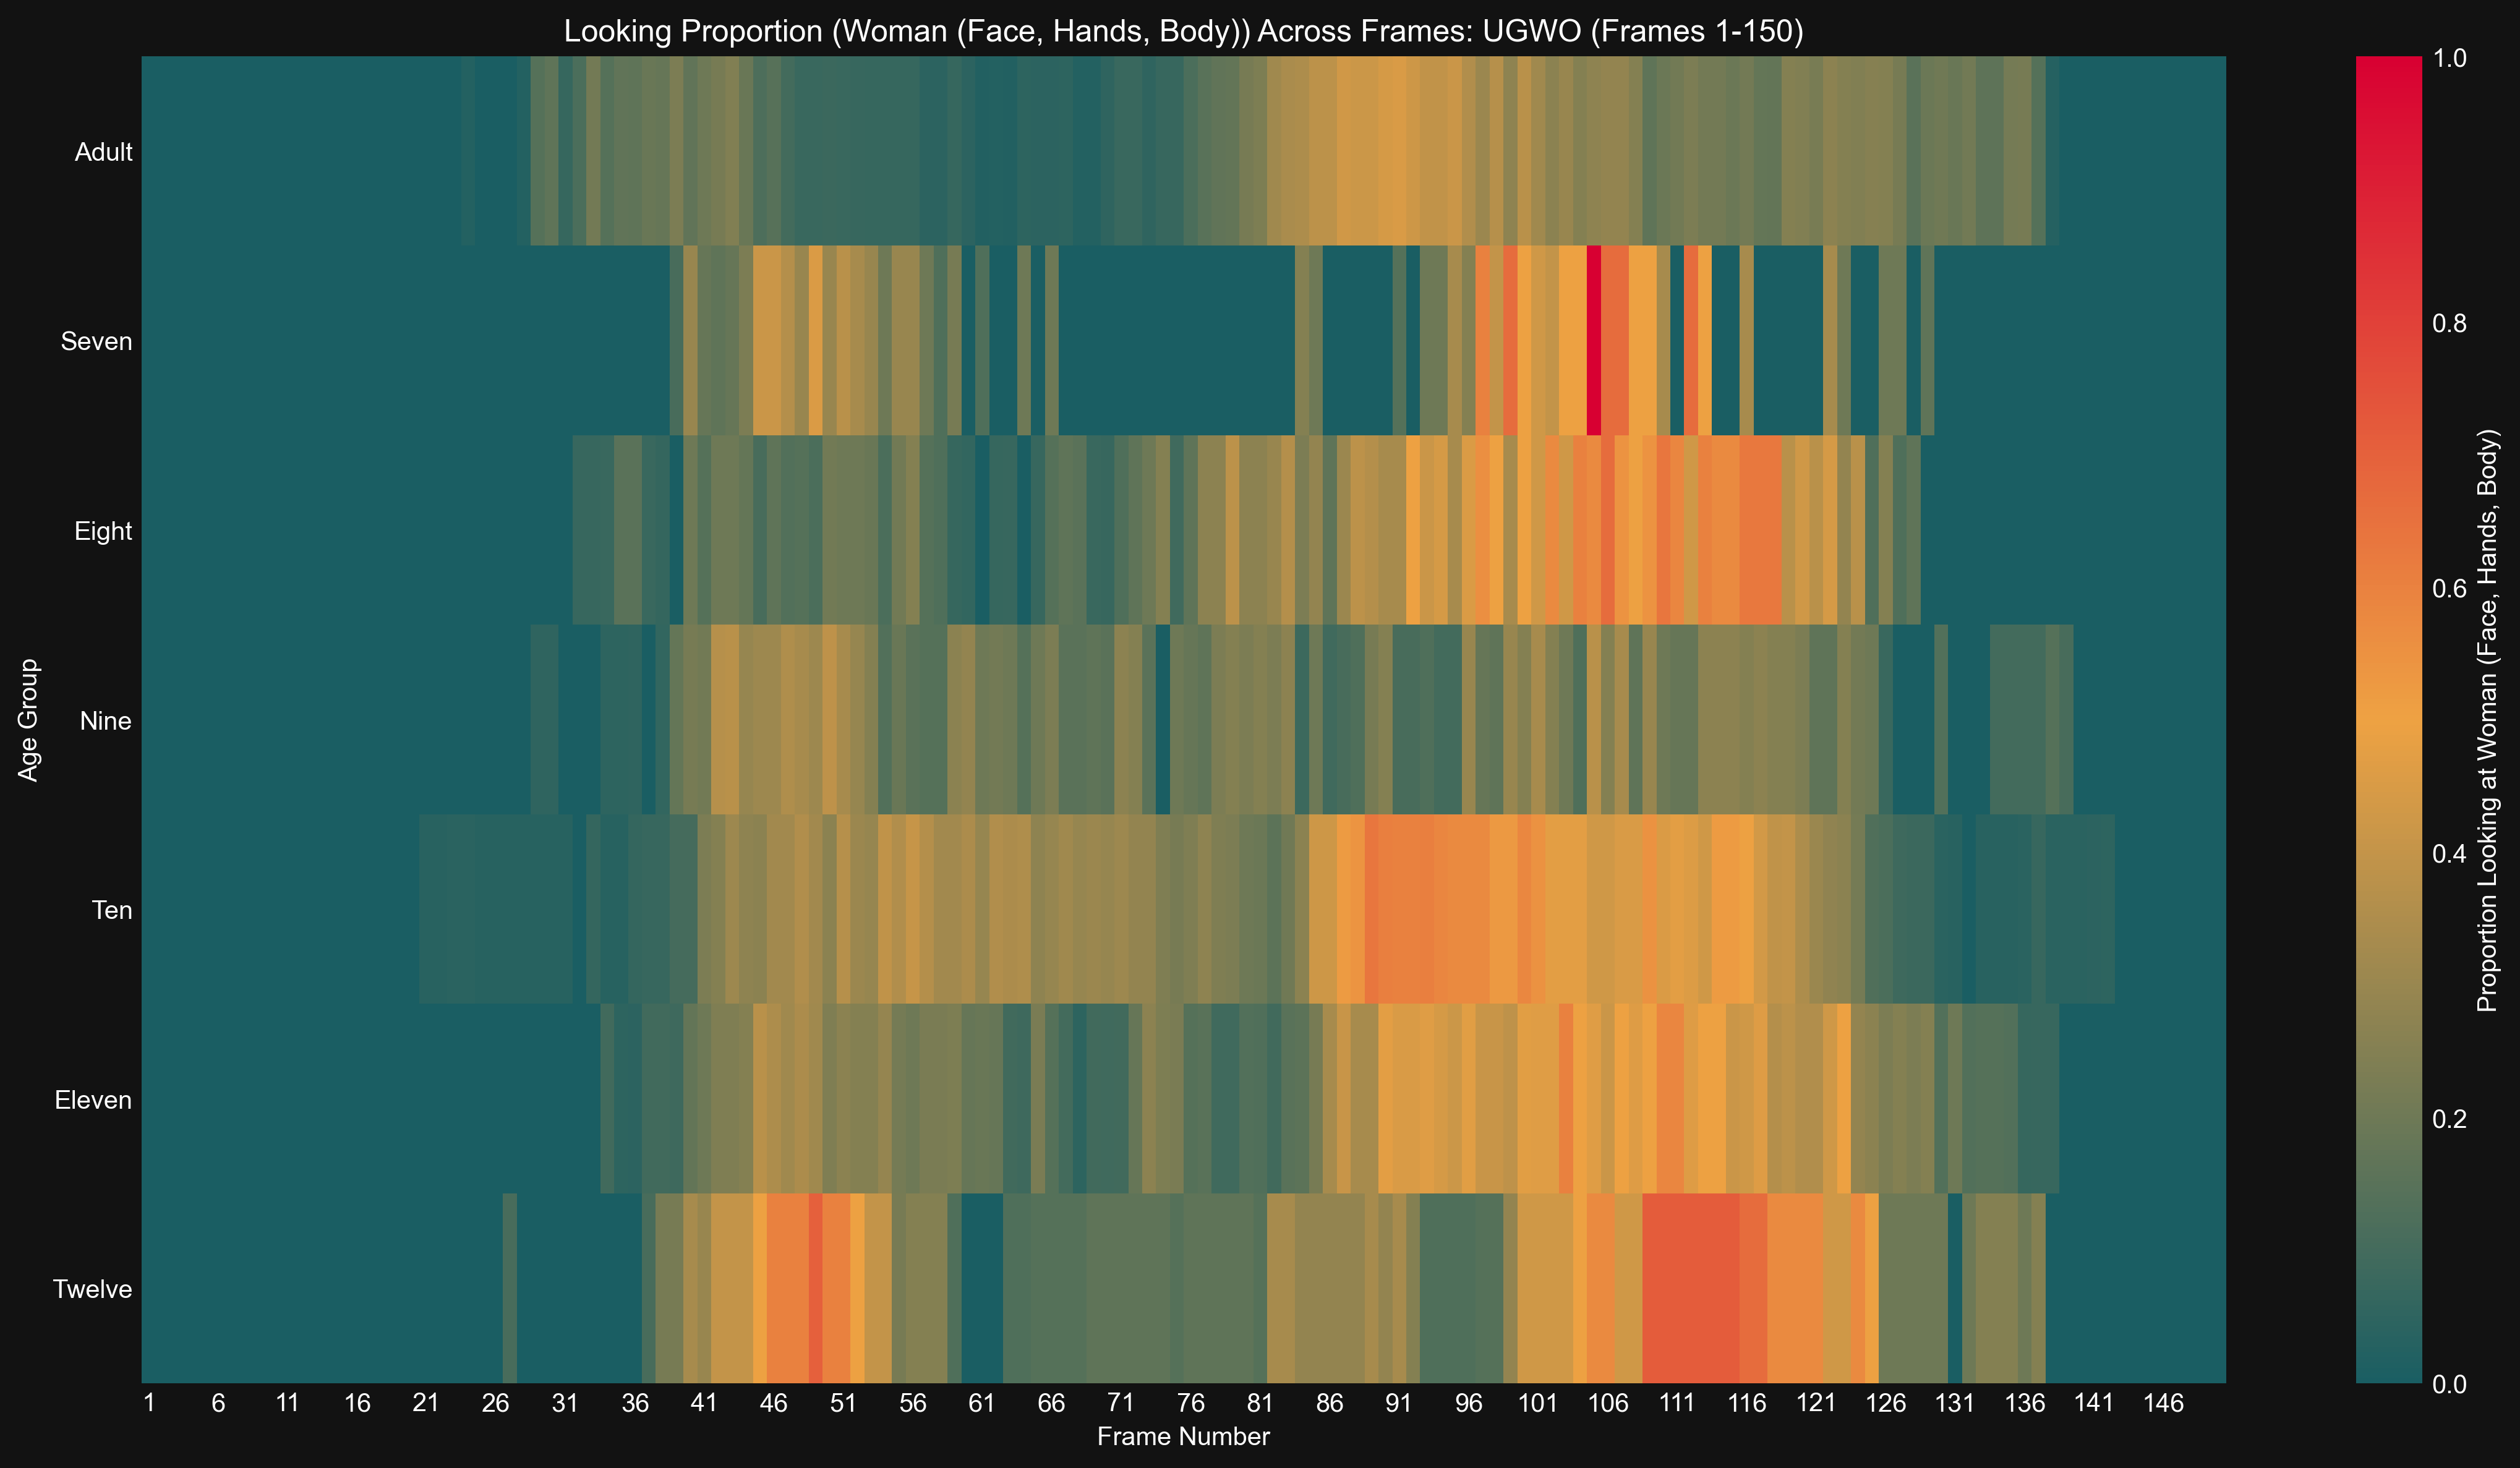 Looking Proportion (Woman (Face, Hands, Body)) Across Frames: UGWO (Frames 1-150)
Age Group
Adult
Seven
Eight
Nine
Ten
Eleven
Twelve
1 6 11 16 21 26 31 36 41 46 51 56 61 66 71 76 81 86 91 96 101 106 111 116 121 126 131 136 141 146
Frame Number
1.0
0.8
0.6
0.4
0.2
0.0
Proportion Looking at Woman (Face, Hands, Body)